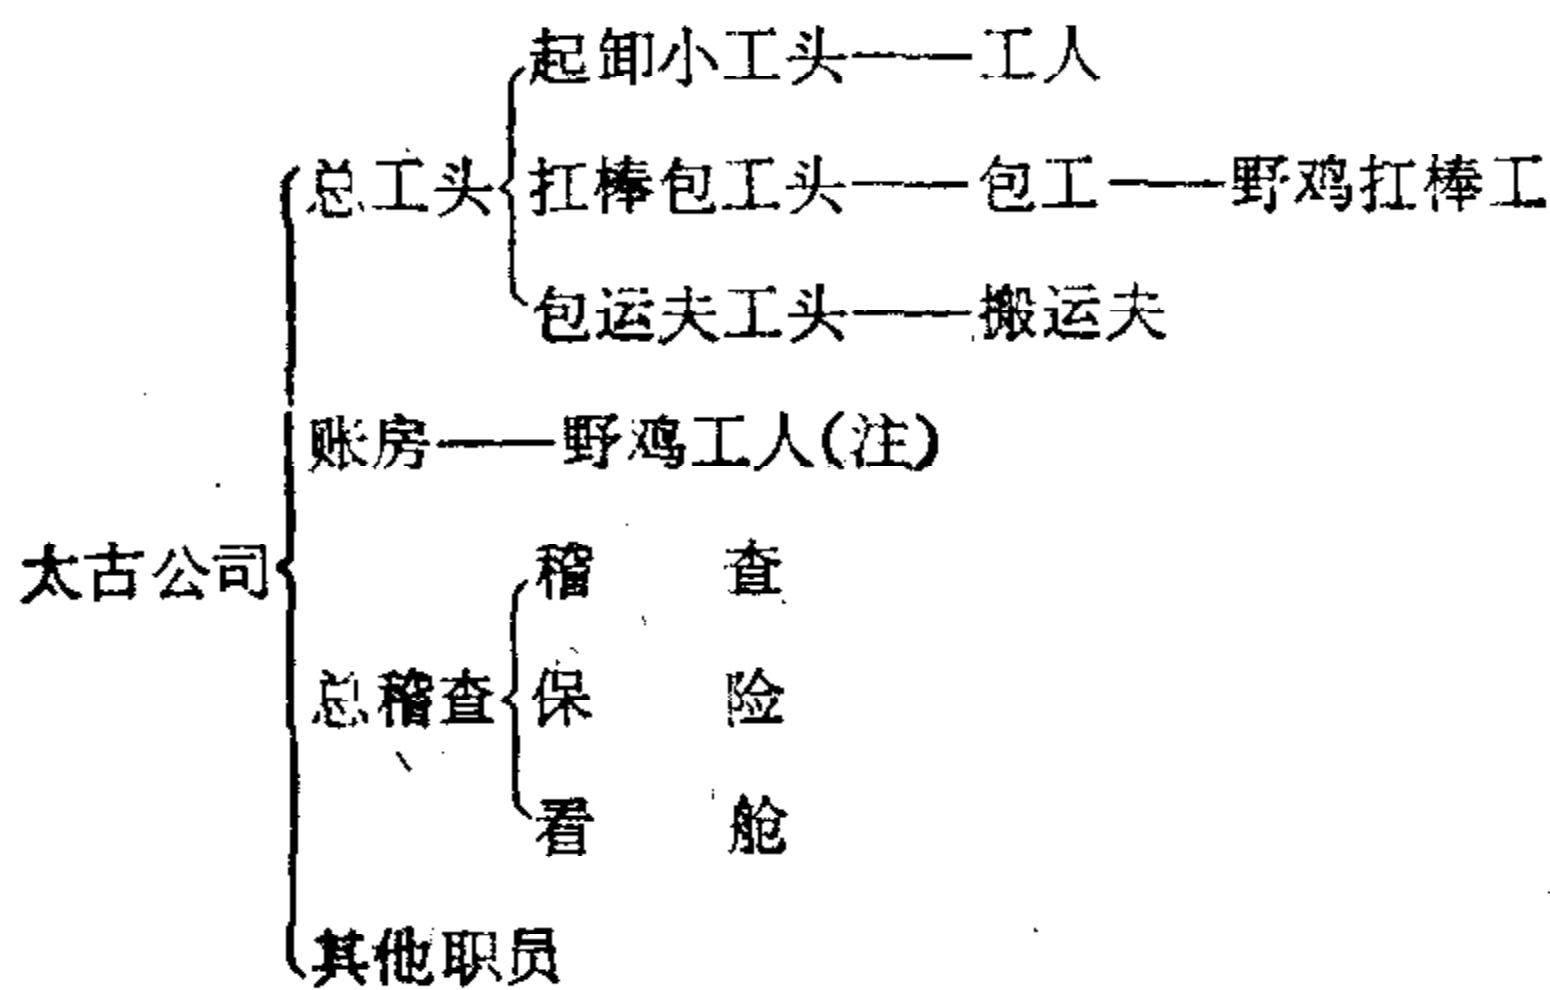 起卸小工头——工人
总工头 扛棒包工头——包工——野鸡扛棒工
包运夫工头——搬运夫
账房——野鸡工人(注)
太古公司 稽查
总稽查 保险
看舱
其他职员